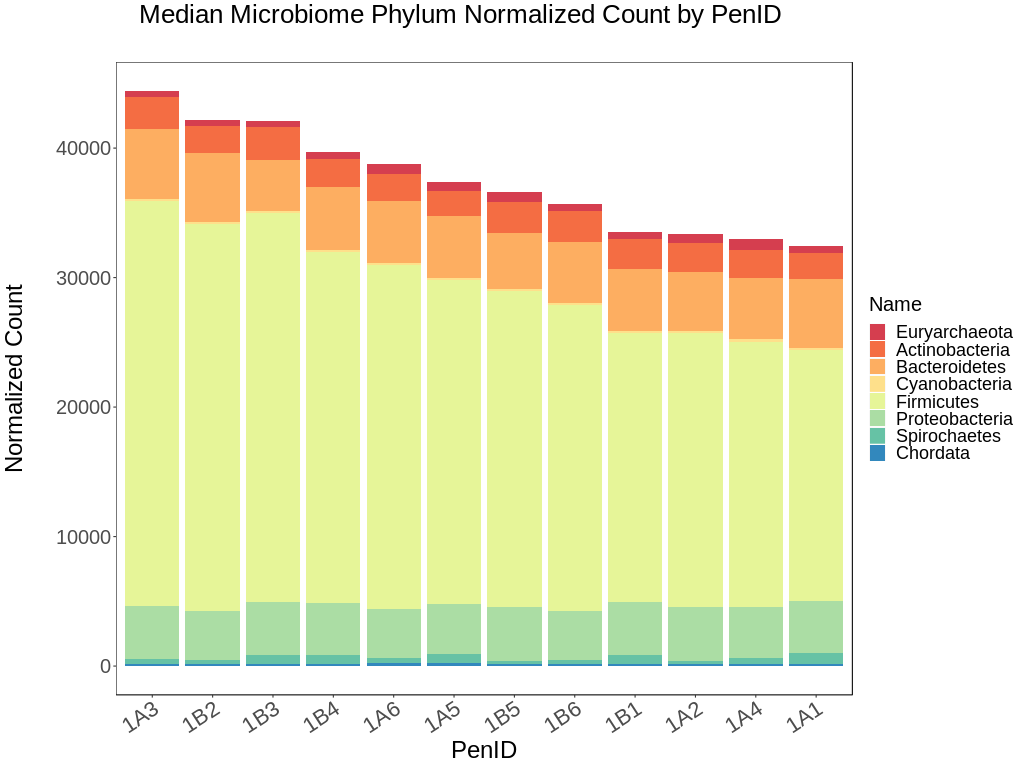 Median Microbiome Phylum Normalized Count by PenID
Normalized Count
40000
30000
20000
10000
0
1A3 1B2 1B3 1B4 1A6 1A5 1B5 1B6 1B1 1A2 1A4 1A1
PenID
Name
Euryarchaeota
Actinobacteria
Bacteroidetes
Cyanobacteria
Firmicutes
Proteobacteria
Spirochaetes
Chordata